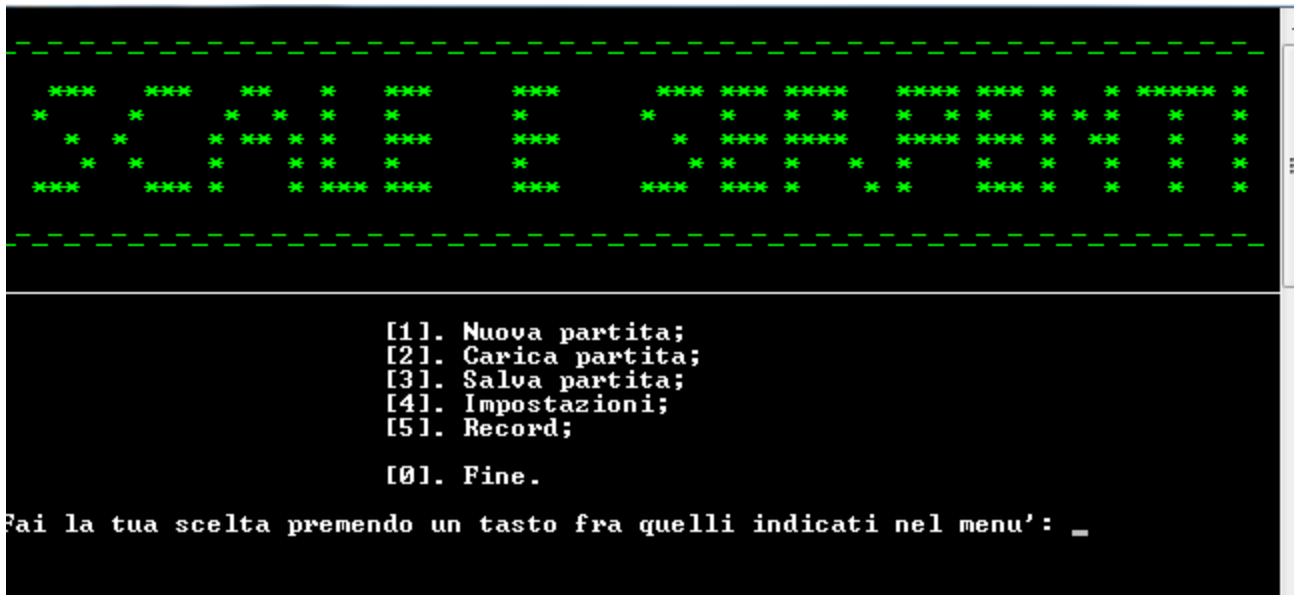 SCALE E SERPENTI
[1]. Nuova partita;
[2]. Carica partita;
[3]. Salva partita;
[4]. Impostazioni;
[5]. Record;
[0]. Fine.
Fai la tua scelta premendo un tasto fra quelli indicati nel menu': _